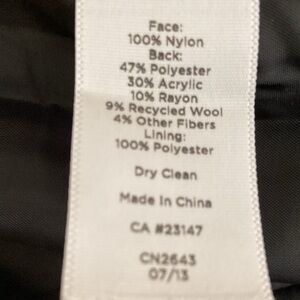 Face:
100% Nylon
Back:
47% Polyester
30% Acrylic
10% Rayon
9% Recycled Wool
4% Other Fibers
Lining:
100% Polyester
Dry Clean
Made In China
CA #23147
CN2643
07/13